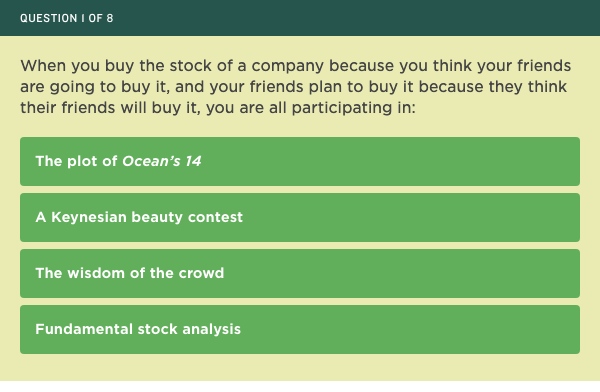 QUESTION 1 OF 8
When you buy the stock of a company because you think your friends
are going to buy it, and your friends plan to buy it because they think
their friends will buy it, you are all participating in:
The plot of Ocean's 14
A Keynesian beauty contest
The wisdom of the crowd
Fundamental stock analysis